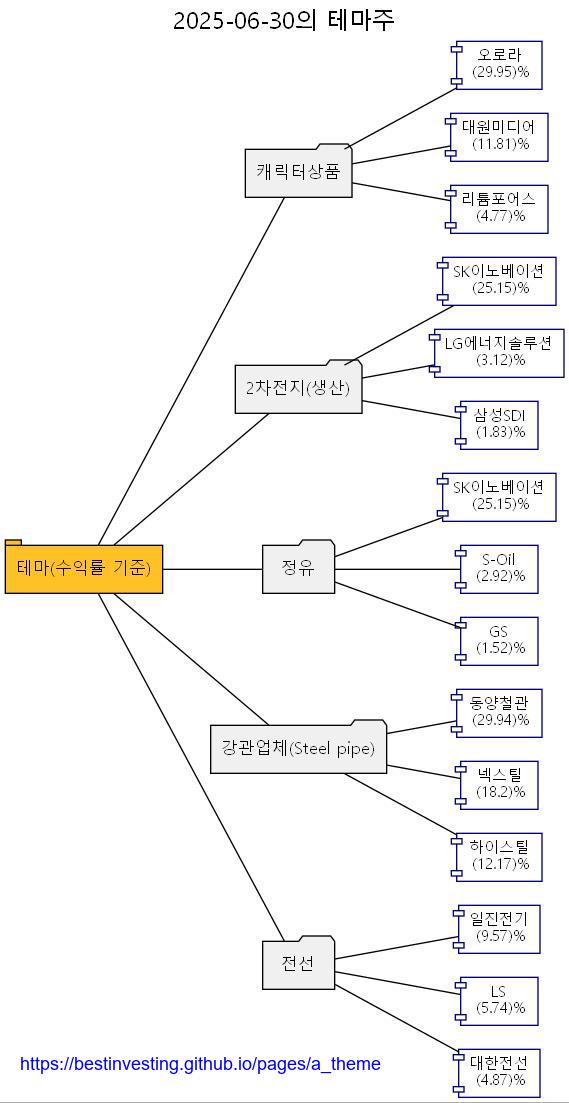 2025-06-30의 테마주
오로라
(29.95)%
대원미디어
(11.81)%
캐릭터상품
리튬포어스
(4.77)%
SK이노베이션
(25.15)%
LG에너지솔루션
(3.12)%
2차전지(생산)
삼성SDI
(1.83)%
SK이노베이션
(25.15)%
테마(수익률 기준)
정유
S-Oil
(2.92)%
GS
(1.52)%
동양철관
(29.94)%
강관업체(Steel pipe)
넥스틸
(18.2)%
하이스틸
(12.17)%
일진전기
(9.57)%
전선
LS
(5.74)%
대한전선
(4.87)%
https://bestinvesting.github.io/pages/a_theme